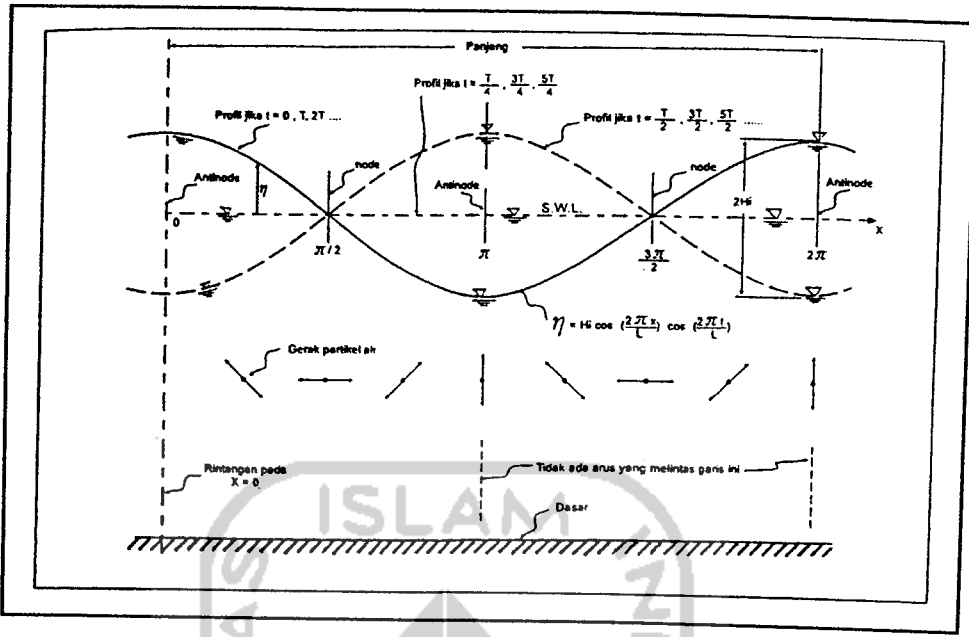 Panjang
Profil jika t = T/4 , 3T/4 , 5T/4
Profil jika t = 0 , T, 2T ....
Profil jika t = T/2 , 3T/2 , 5T/2 .....
Antinode
η
node
Antinode
S.W.L.
node
2Hi
Antinode
0
x
π/2
π
3π/2
2π
η = Hi cos (2πx/L) cos (2πt/L)
Gerak partikel air
Rintangan pada
X = 0
Tidak ada arus yang melintas garis ini
Dasar
ISLAM
AS
IN